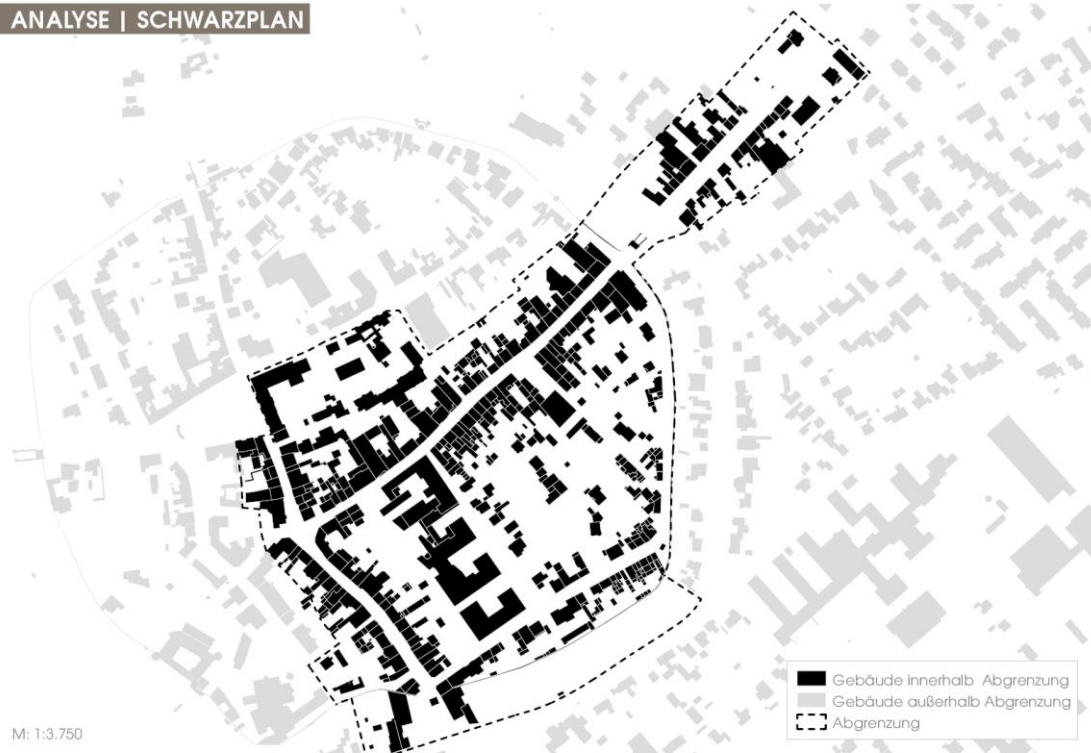 ANALYSE | SCHWARZPLAN
Gebäude innerhalb Abgrenzung
Gebäude außerhalb Abgrenzung
Abgrenzung
M: 1:3.750